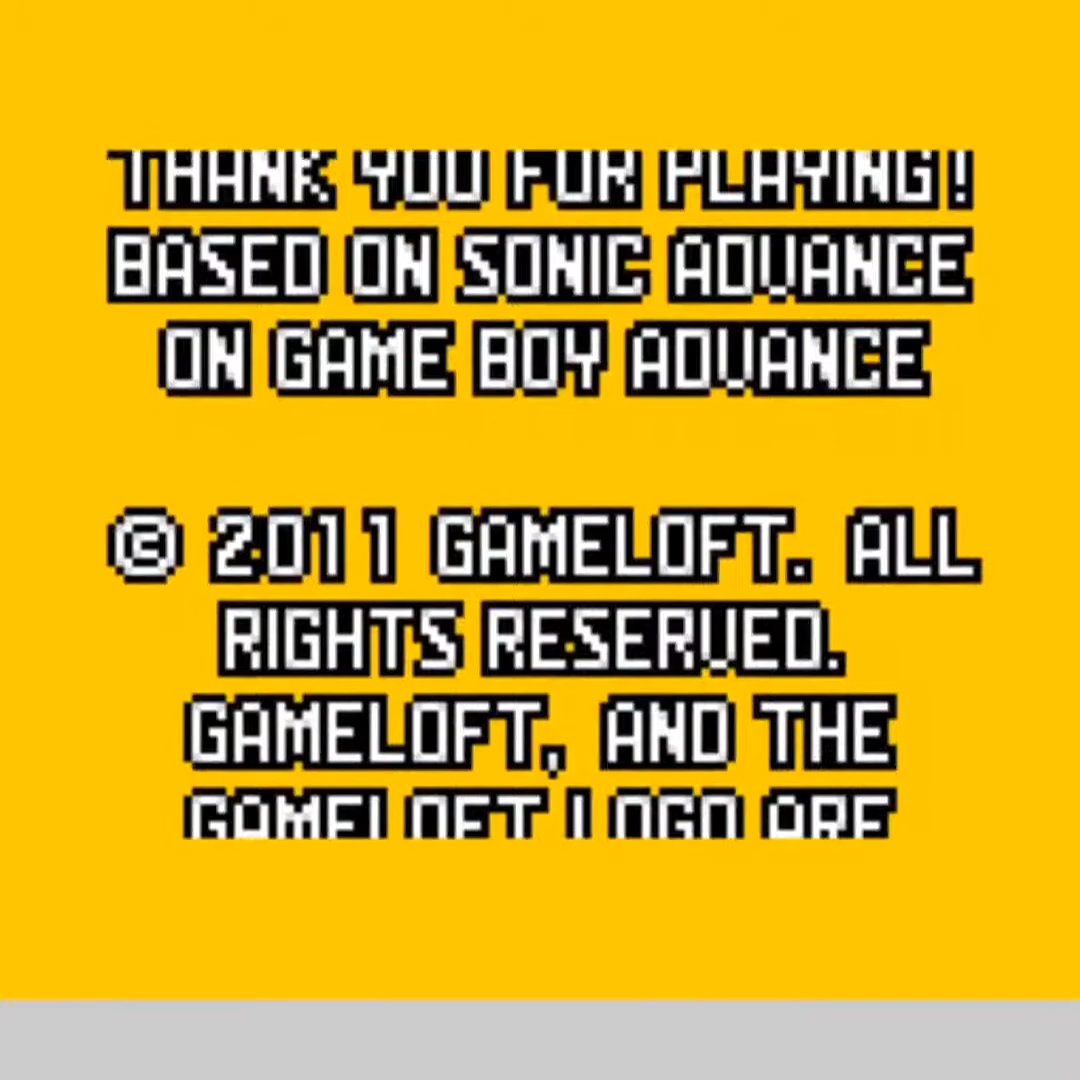 THANK YOU FOR PLAYING!
BASED ON SONIC ADVANCE
ON GAME BOY ADVANCE
© 2011 GAMELOFT. ALL
RIGHTS RESERVED.
GAMELOFT, AND THE
GAMELOFT LOGO ARE